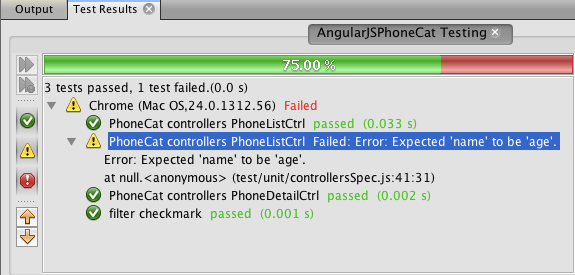 Output Test Results
AngularJSPhoneCat Testing
75.00 %
3 tests passed, 1 test failed.(0.0 s)
Chrome (Mac OS,24.0.1312.56) Failed
PhoneCat controllers PhoneListCtrl passed (0.033 s)
PhoneCat controllers PhoneListCtrl Failed: Error: Expected 'name' to be 'age'.
Error: Expected 'name' to be 'age'.
at null.<anonymous> (test/unit/controllersSpec.js:41:31)
PhoneCat controllers PhoneDetailCtrl passed (0.002 s)
filter checkmark passed (0.001 s)